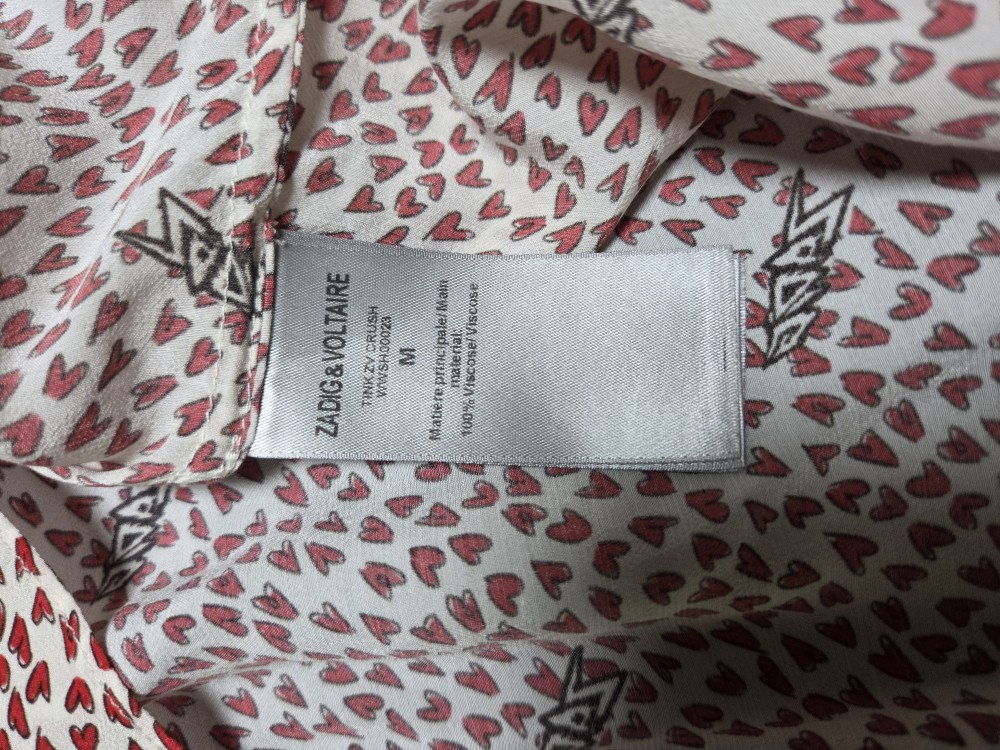 ZADIG&VOLTAIRE
TINK ZV CRUSH
WWSH00023
M
Matière principale/Main
material:
100% Viscose/Viscose